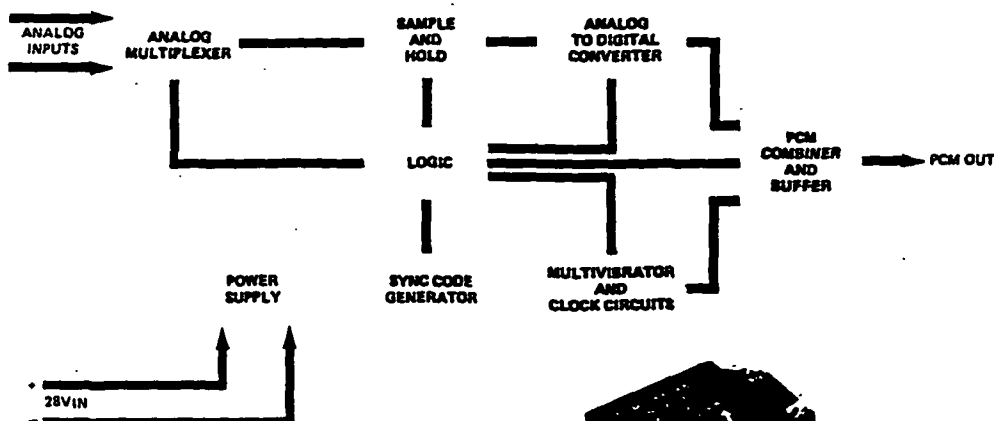 ANALOG
INPUTS
ANALOG
MULTIPLEXER
SAMPLE
AND
HOLD
ANALOG
TO DIGITAL
CONVERTER
LOGIC
PCM
COMBINER
AND
BUFFER
PCM OUT
POWER
SUPPLY
SYNC CODE
GENERATOR
MULTIVIBRATOR
AND
CLOCK CIRCUITS
+
28VIN
−